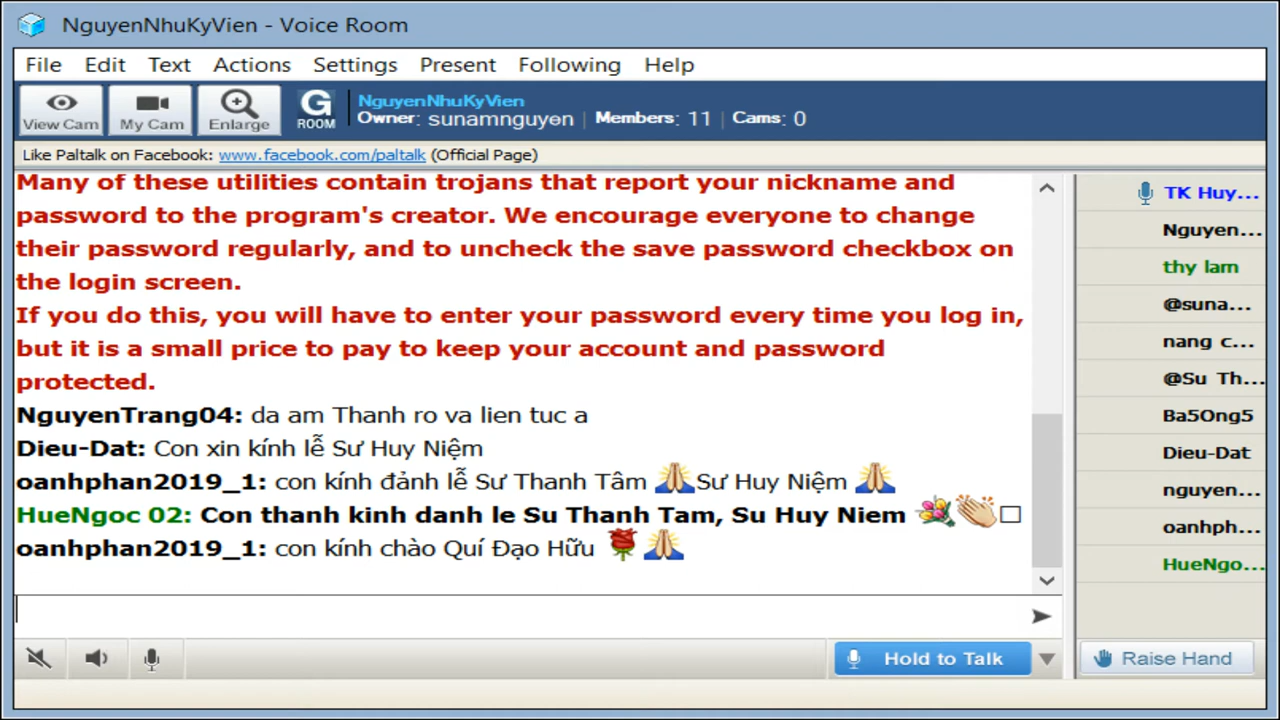 NguyenNhuKyVien - Voice Room
File Edit Text Actions Settings Present Following Help
View Cam My Cam Enlarge G ROOM
NguyenNhuKyVien
Owner: sunamnguyen | Members: 11 | Cams: 0
Like Paltalk on Facebook: www.facebook.com/paltalk (Official Page)
Many of these utilities contain trojans that report your nickname and
password to the program's creator. We encourage everyone to change
their password regularly, and to uncheck the save password checkbox on
the login screen.
If you do this, you will have to enter your password every time you log in,
but it is a small price to pay to keep your account and password
protected.
NguyenTrang04: da am Thanh ro va lien tuc a
Dieu-Dat: Con xin kính lễ Sư Huy Niệm
oanhphan2019_1: con kính đảnh lễ Sư Thanh Tâm 🙏Sư Huy Niệm 🙏
HueNgoc 02: Con thanh kinh danh le Su Thanh Tam, Su Huy Niem 💐👏□
oanhphan2019_1: con kính chào Quí Đạo Hữu 🌹🙏
TK Huy...
Nguyen...
thy lam
@suna...
nang c...
@Su Th...
Ba5Ong5
Dieu-Dat
nguyen...
oanhph...
HueNgo...
Hold to Talk
Raise Hand